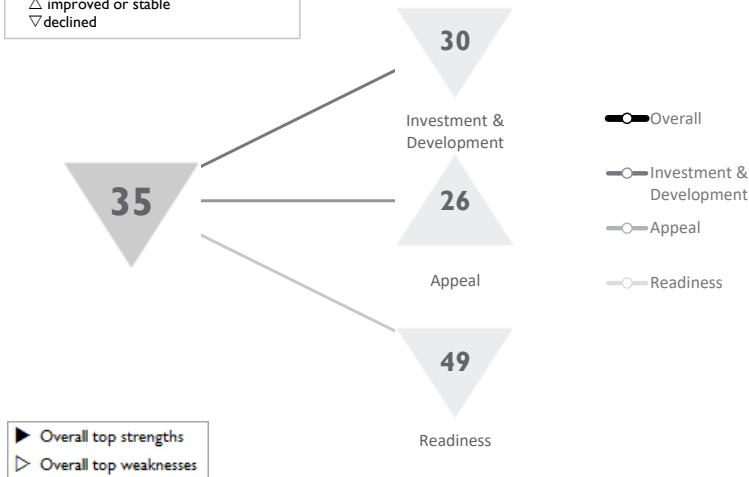 △ improved or stable
▽ declined
30
Investment &
Development
35
26
Appeal
49
Readiness
Overall
Investment &
Development
Appeal
Readiness
▶ Overall top strengths
▷ Overall top weaknesses